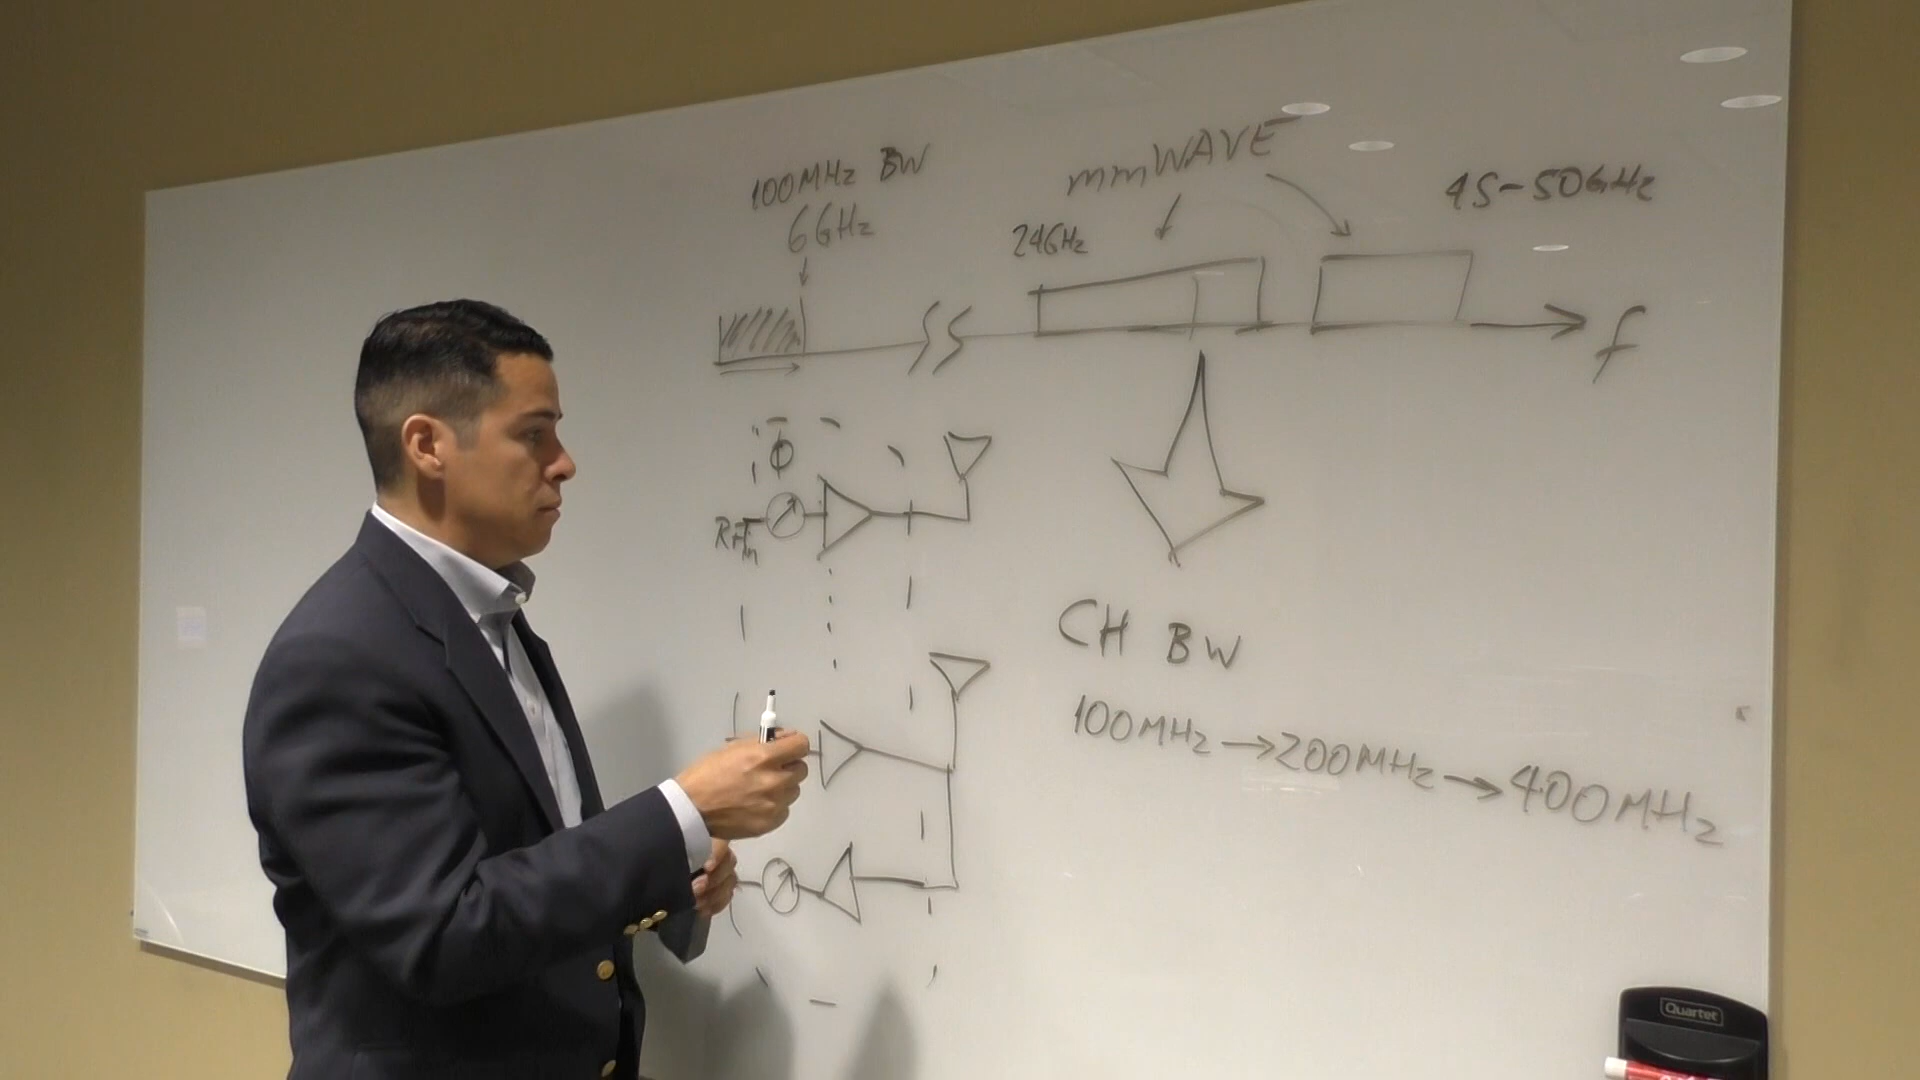 100MHz BW
6GHz
mmWAVE
24GHz
45-50GHz
f
Φ
RFin
CH BW
100MHz → 200MHz → 400MHz
Quartet